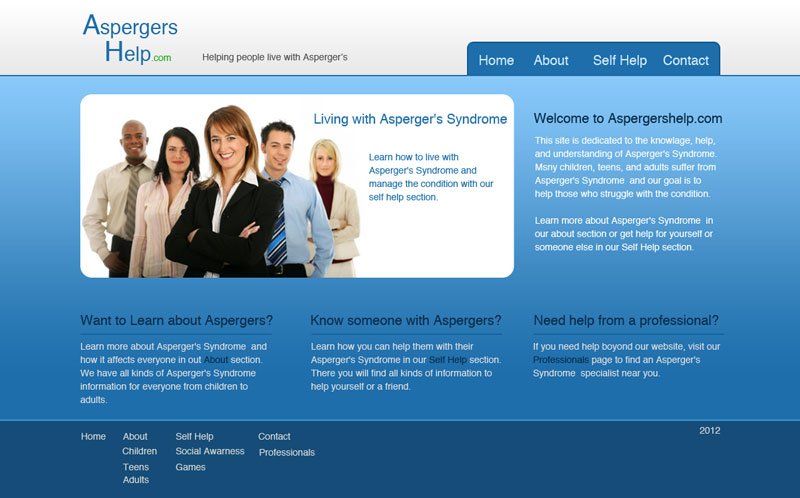 Aspergers
Help.com
Helping people live with Asperger's
Home About Self Help Contact
Living with Asperger's Syndrome
Learn how to live with
Asperger's Syndrome and
manage the condition with our
self help section.
Welcome to Aspergershelp.com
This site is dedicated to the knowlage, help,
and understanding of Asperger's Syndrome.
Msny children, teens, and adults suffer from
Asperger's Syndrome and our goal is to
help those who struggle with the condition.
Learn more about Asperger's Syndrome in
our about section or get help for yourself or
someone else in our Self Help section.
Want to Learn about Aspergers?
Learn more about Asperger's Syndrome and
how it affects everyone in out About section.
We have all kinds of Asperger's Syndrome
information for everyone from children to
adults.
Know someone with Aspergers?
Learn how you can help them with their
Asperger's Syndrome in our Self Help section.
There you will find all kinds of information to
help yourself or a friend.
Need help from a professional?
If you need help beyond our website, visit our
Professionals page to find an Asperger's
Syndrome specialist near you.
Home About Self Help Contact
Children Social Awarness Professionals
Teens Games
Adults
2012